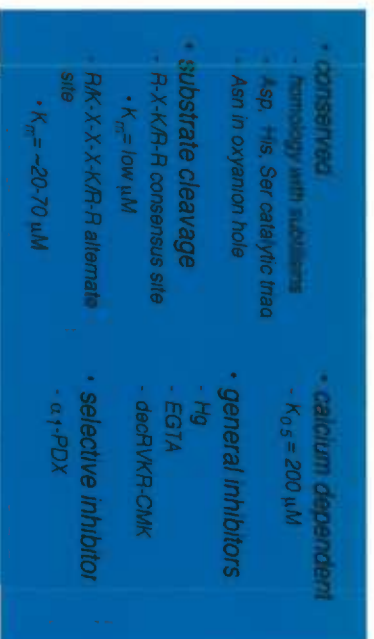 • conserved
- homology with subtilisins
- Asp, His, Ser catalytic triad
- Asn in oxyanion hole
• substrate cleavage
- R-X-K/R-R consensus site
• Km= low μM
- R/K-X-X-X-K/R-R alternate
site
• Km= ~20-70 μM
• calcium dependent
- K0.5 = 200 μM
• general inhibitors
- Hg
- EGTA
- decRVKR-CMK
• selective inhibitor
- α1-PDX